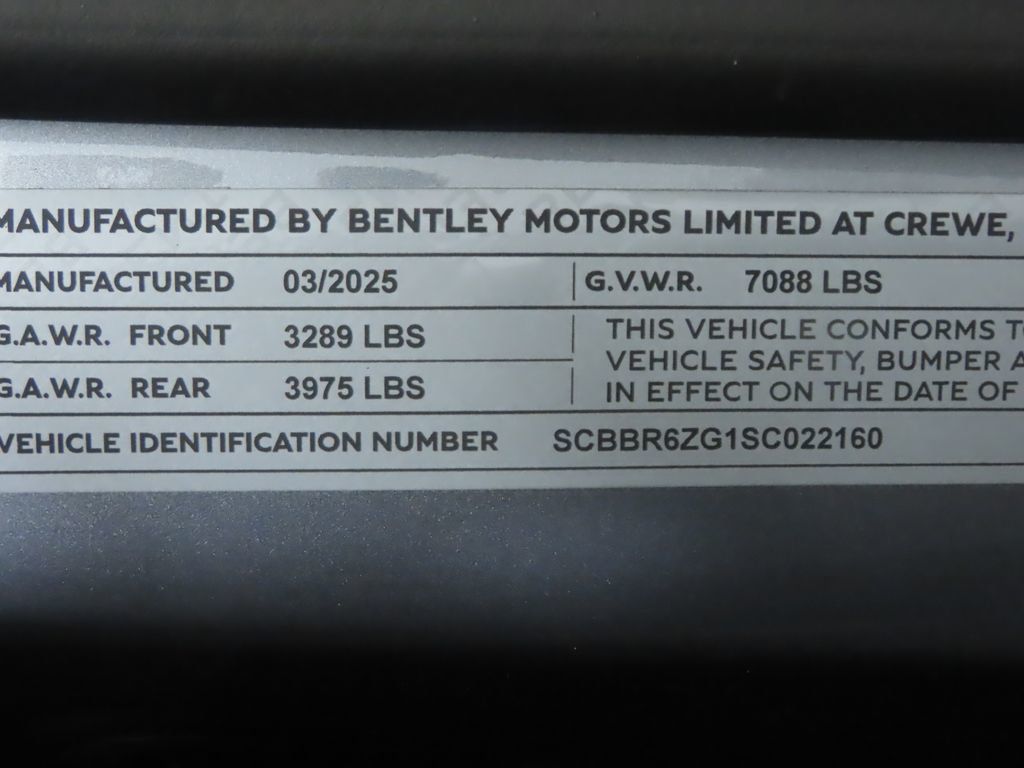 MANUFACTURED BY BENTLEY MOTORS LIMITED AT CREWE,
MANUFACTURED 03/2025 G.V.W.R. 7088 LBS
G.A.W.R. FRONT 3289 LBS
G.A.W.R. REAR 3975 LBS
THIS VEHICLE CONFORMS TO
VEHICLE SAFETY, BUMPER A
IN EFFECT ON THE DATE OF
VEHICLE IDENTIFICATION NUMBER SCBBR6ZG1SC022160